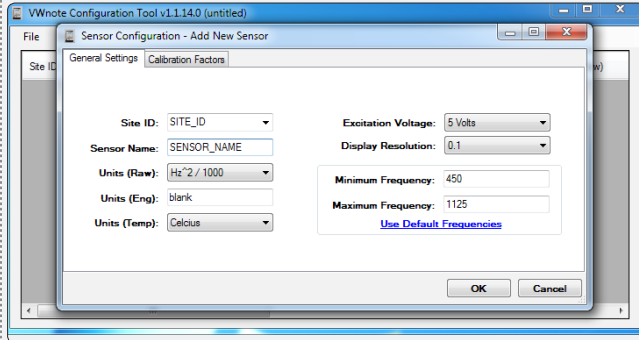 VWnote Configuration Tool v1.1.14.0 (untitled)
File
Sensor Configuration - Add New Sensor
General Settings Calibration Factors
Site ID
w)
Site ID: SITE_ID
Excitation Voltage: 5 Volts
Sensor Name: SENSOR_NAME
Display Resolution: 0.1
Units (Raw): Hz^2 / 1000
Minimum Frequency: 450
Units (Eng): blank
Maximum Frequency: 1125
Units (Temp): Celcius
Use Default Frequencies
OK Cancel